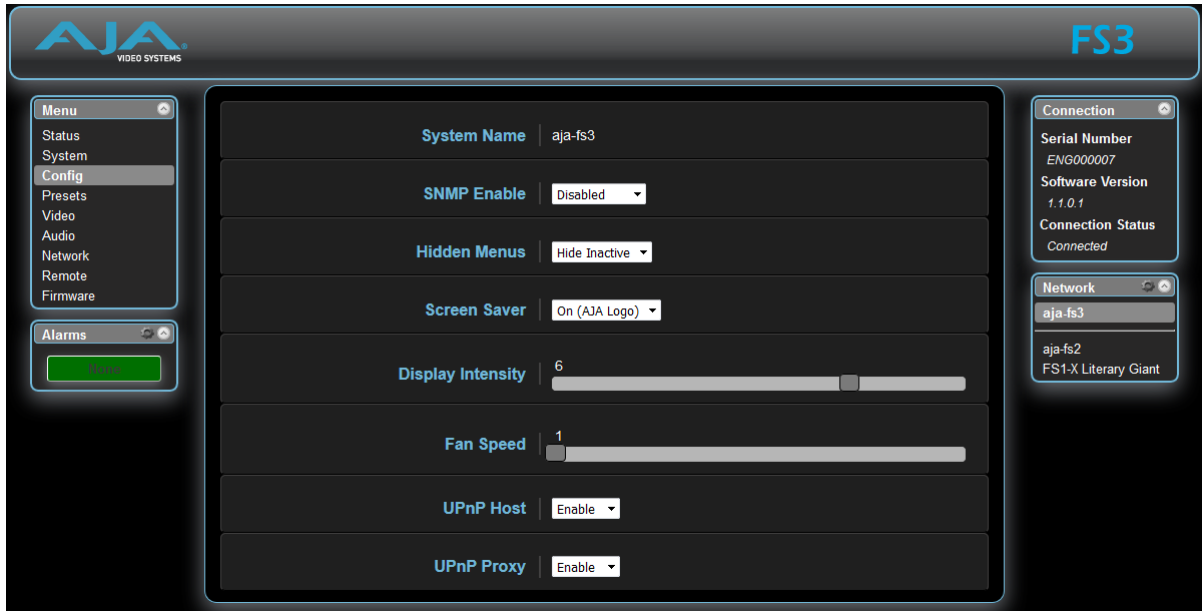 AJA
VIDEO SYSTEMS
FS3
Menu
Status
System
Config
Presets
Video
Audio
Network
Remote
Firmware
Alarms
None
System Name aja-fs3
SNMP Enable Disabled
Hidden Menus Hide Inactive
Screen Saver On (AJA Logo)
Display Intensity 6
Fan Speed 1
UPnP Host Enable
UPnP Proxy Enable
Connection
Serial Number
ENG000007
Software Version
1.1.0.1
Connection Status
Connected
Network
aja-fs3
aja-fs2
FS1-X Literary Giant